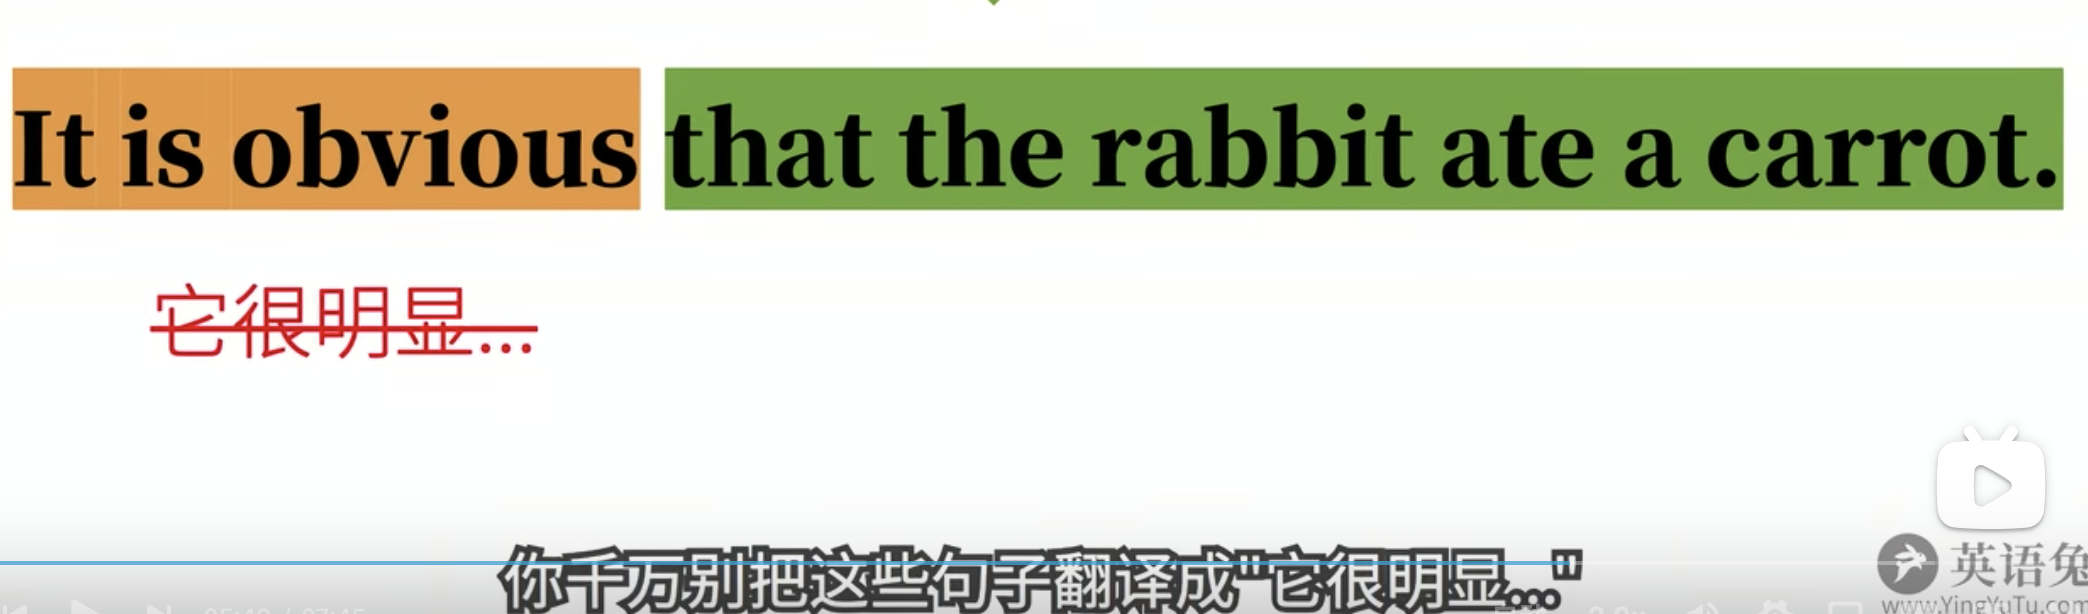 It is obvious that the rabbit ate a carrot.
它很明显...
你千万别把这些句子翻译成"它很明显..."
英语兔
www.YingYuTu.com